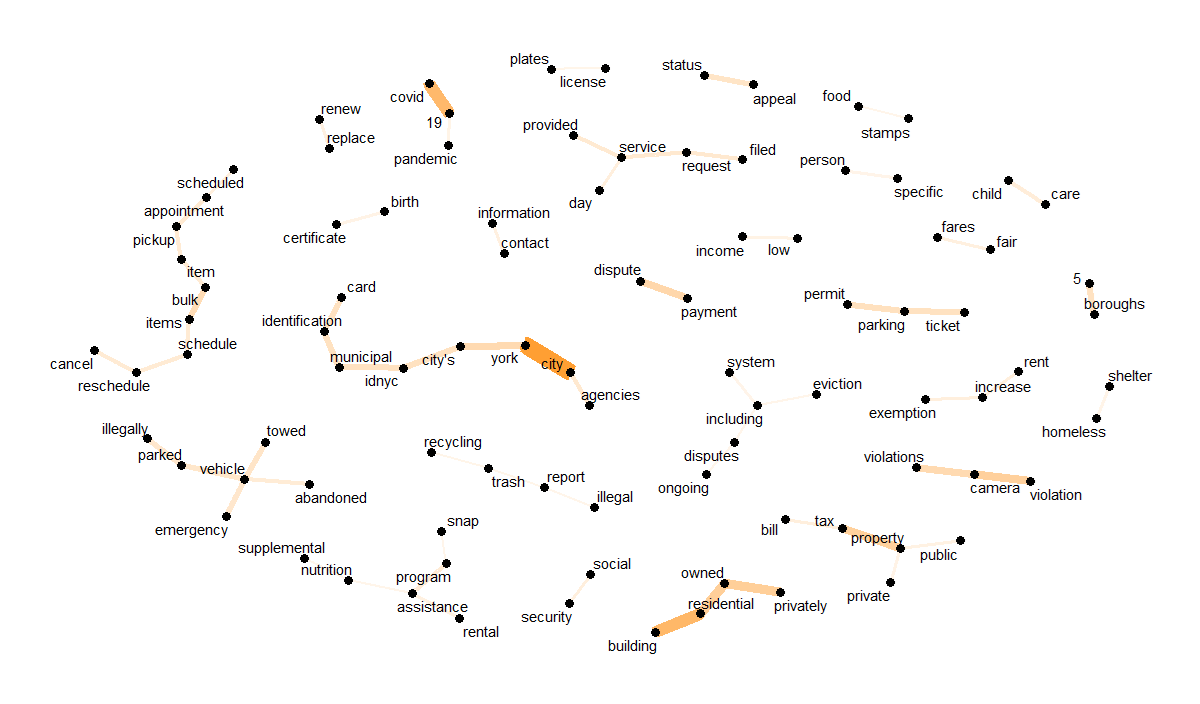 plates
license
status
appeal
covid
19
pandemic
renew
replace
food
stamps
provided
service
request
filed
day
person
specific
scheduled
appointment
pickup
item
bulk
items
schedule
cancel
reschedule
child
care
birth
certificate
information
contact
income
low
fares
fair
card
identification
municipal
idnyc
city's
york
city
agencies
dispute
payment
permit
parking
ticket
5
boroughs
system
including
eviction
disputes
ongoing
rent
increase
exemption
shelter
homeless
illegally
parked
vehicle
towed
abandoned
emergency
recycling
trash
report
illegal
violations
camera
violation
supplemental
nutrition
snap
program
assistance
rental
social
security
bill
tax
property
public
private
owned
residential
privately
building